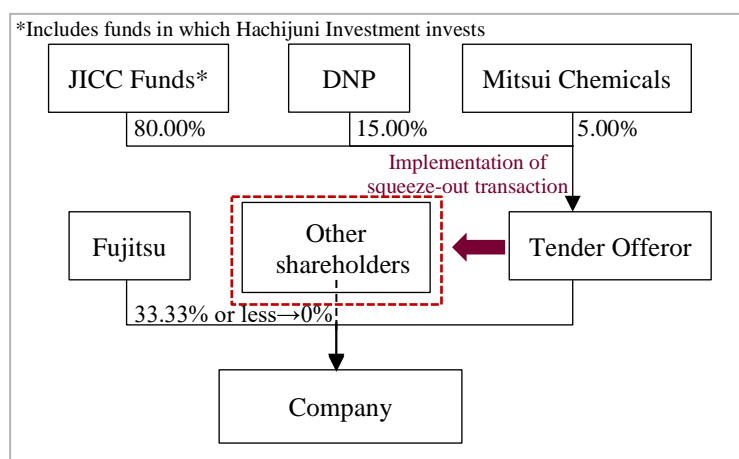 *Includes funds in which Hachijuni Investment invests
JICC Funds*
DNP
Mitsui Chemicals
80.00%
15.00%
5.00%
Implementation of
squeeze-out transaction
Fujitsu
Other
shareholders
Tender Offeror
33.33% or less→0%
Company